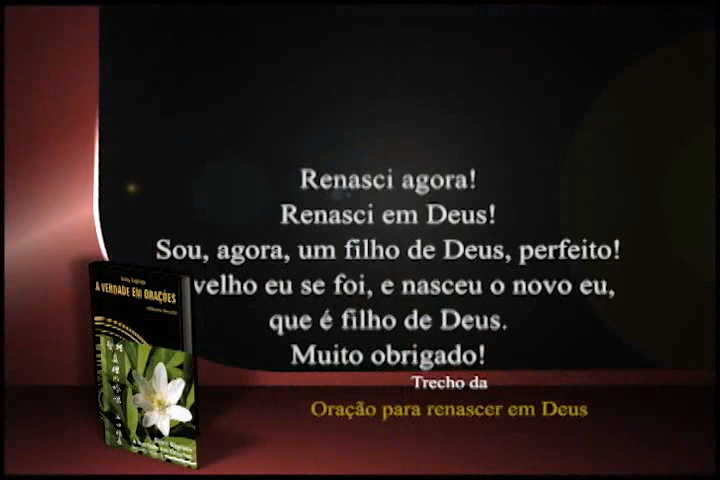 Renasci agora!
Renasci em Deus!
Sou, agora, um filho de Deus, perfeito!
velho eu se foi, e nasceu o novo eu,
que é filho de Deus.
Muito obrigado!
Trecho da
Oração para renascer em Deus
A VERDADE EM ORAÇÕES